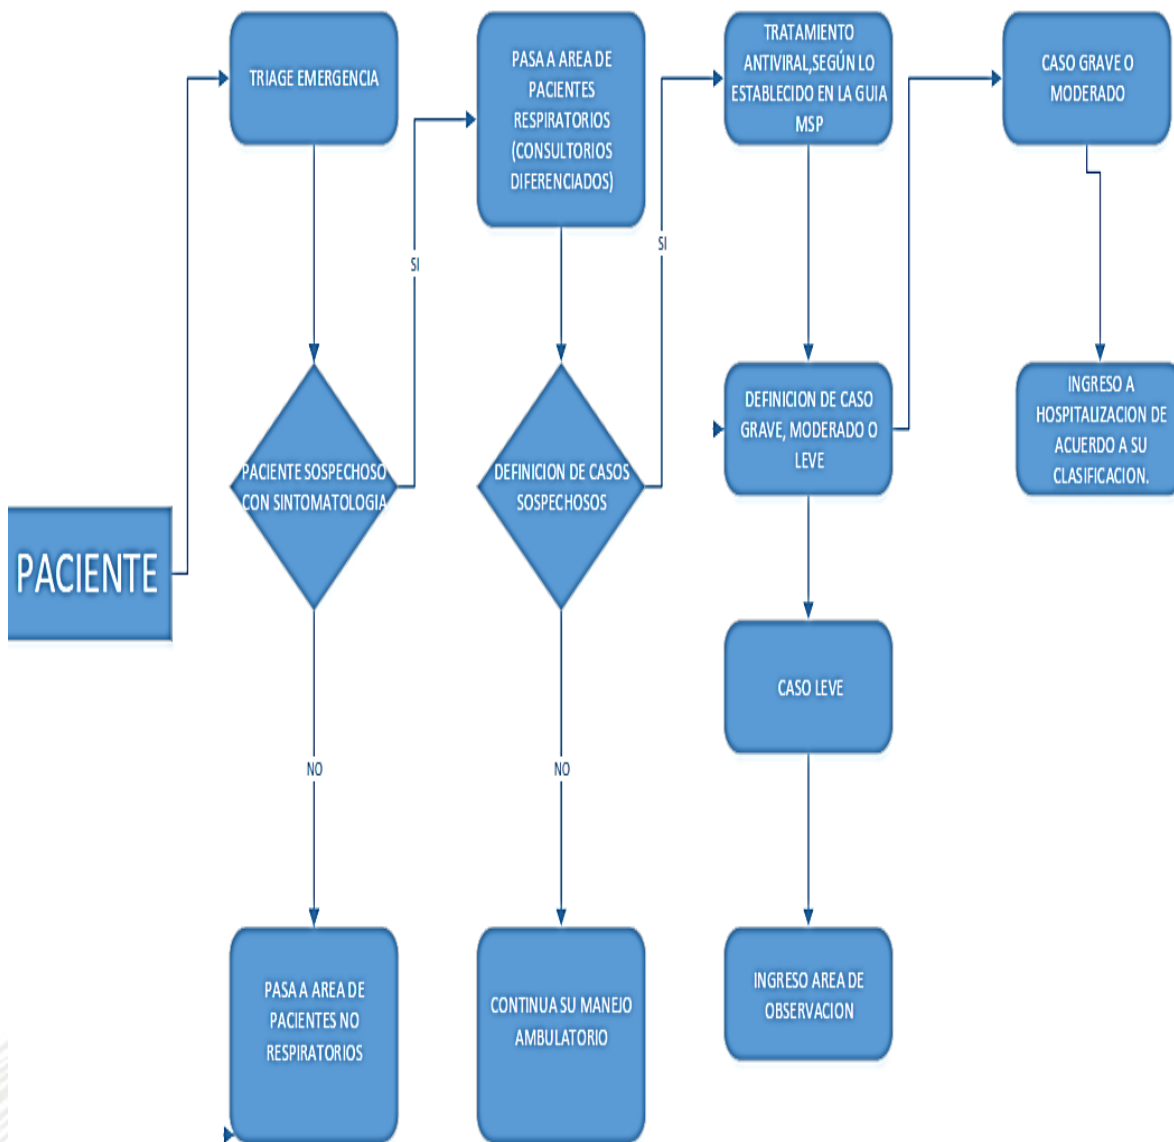 PACIENTE
TRIAGE EMERGENCIA
PACIENTE SOSPECHOSO
CON SINTOMATOLOGIA
SI
NO
PASA A AREA DE
PACIENTES NO
RESPIRATORIOS
PASA A AREA DE
PACIENTES
RESPIRATORIOS
(CONSULTORIOS
DIFERENCIADOS)
DEFINICION DE CASOS
SOSPECHOSOS
SI
NO
CONTINUA SU MANEJO
AMBULATORIO
TRATAMIENTO
ANTIVIRAL,SEGÚN LO
ESTABLECIDO EN LA GUIA
MSP
DEFINICION DE CASO
GRAVE, MODERADO O
LEVE
CASO LEVE
INGRESO AREA DE
OBSERVACION
CASO GRAVE O
MODERADO
INGRESO A
HOSPITALIZACION DE
ACUERDO A SU
CLASIFICACION.